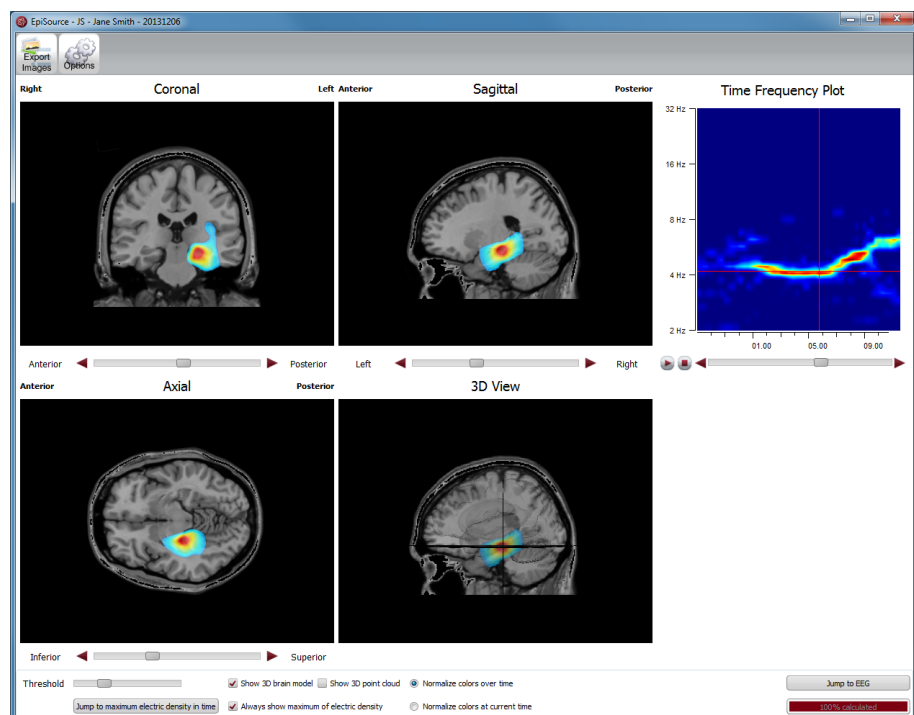 EpiSource - JS - Jane Smith - 20131206
Export Images
Options
Right Coronal Left
Anterior Sagittal Posterior
Time Frequency Plot
32 Hz
16 Hz
8 Hz
4 Hz
2 Hz
01.00 05.00 09.00
Anterior Posterior
Left Right
Anterior Axial Posterior
3D View
Inferior Superior
Threshold
Show 3D brain model Show 3D point cloud Normalize colors over time
Jump to EEG
Jump to maximum electric density in time
Always show maximum of electric density Normalize colors at current time
100% calculated